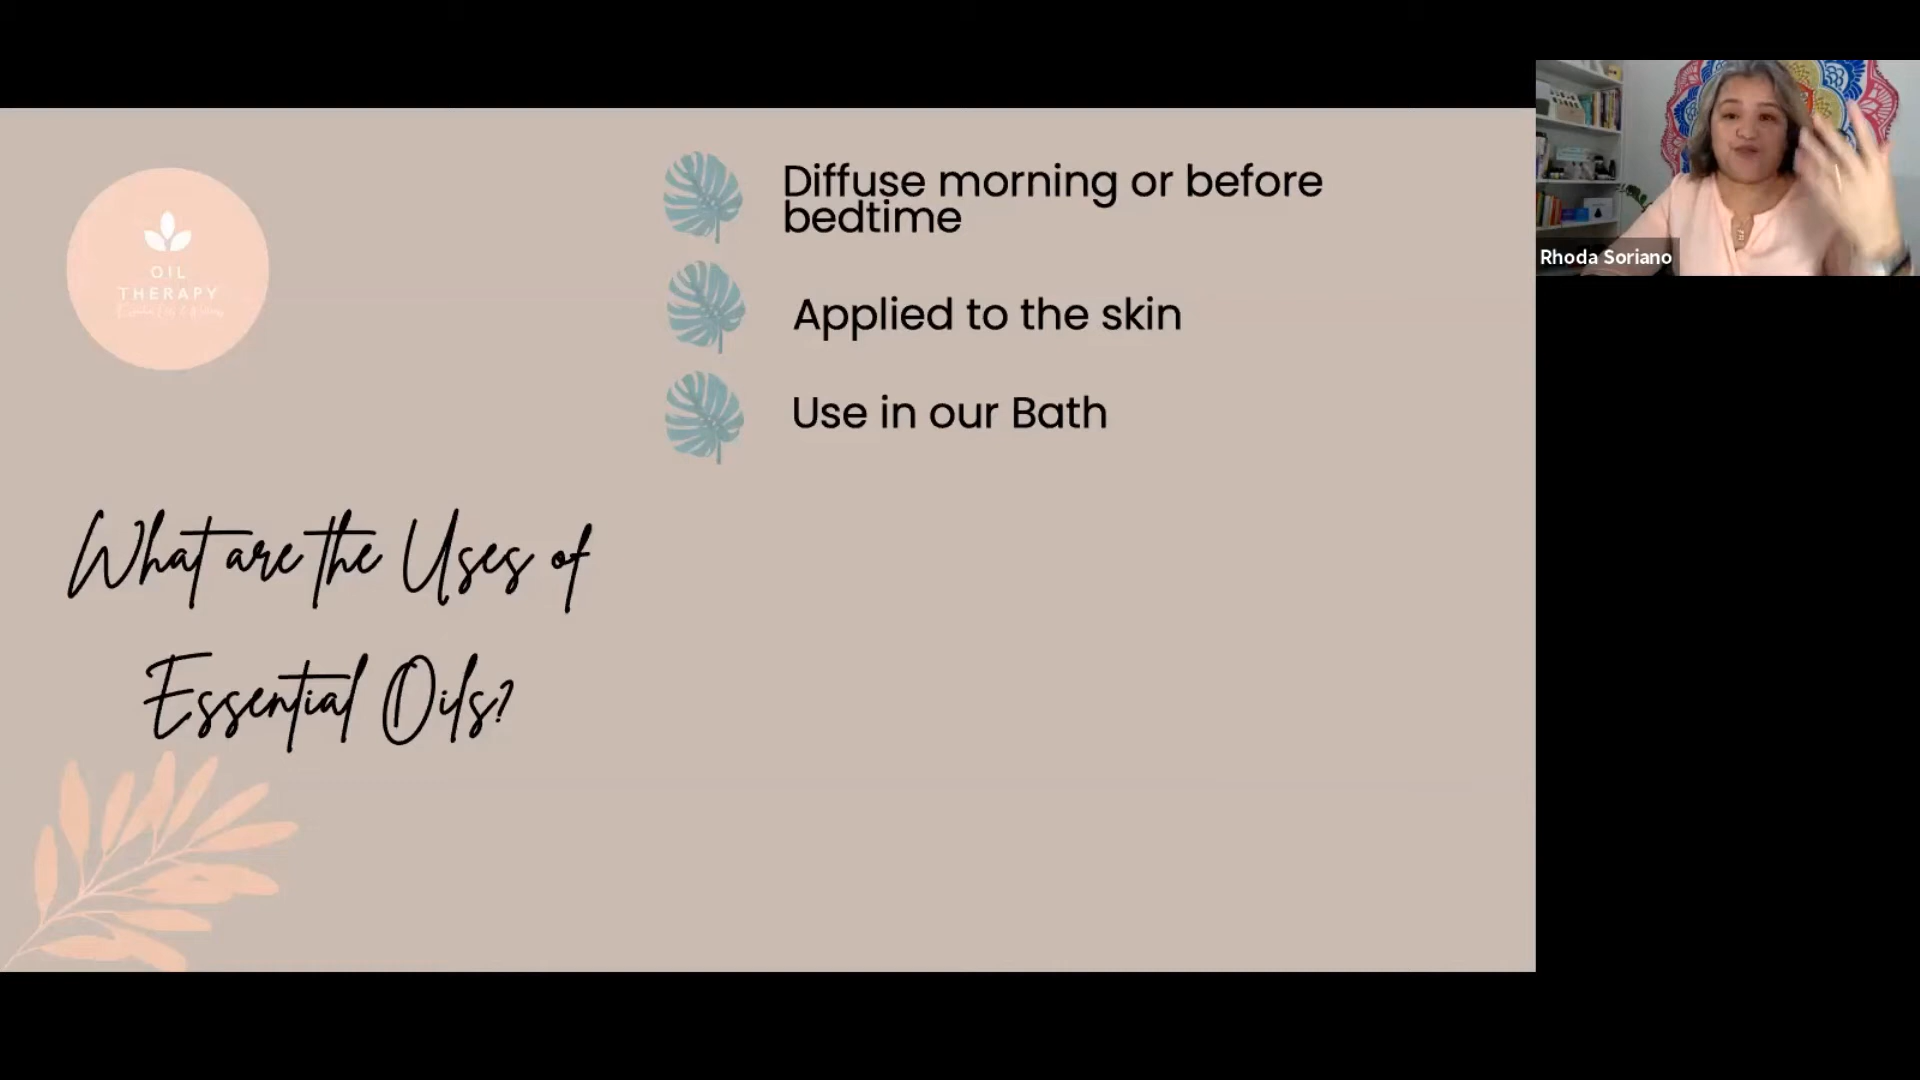 OIL
THERAPY
What are the Uses of
Essential Oils?
Diffuse morning or before
bedtime
Applied to the skin
Use in our Bath
Rhoda Soriano